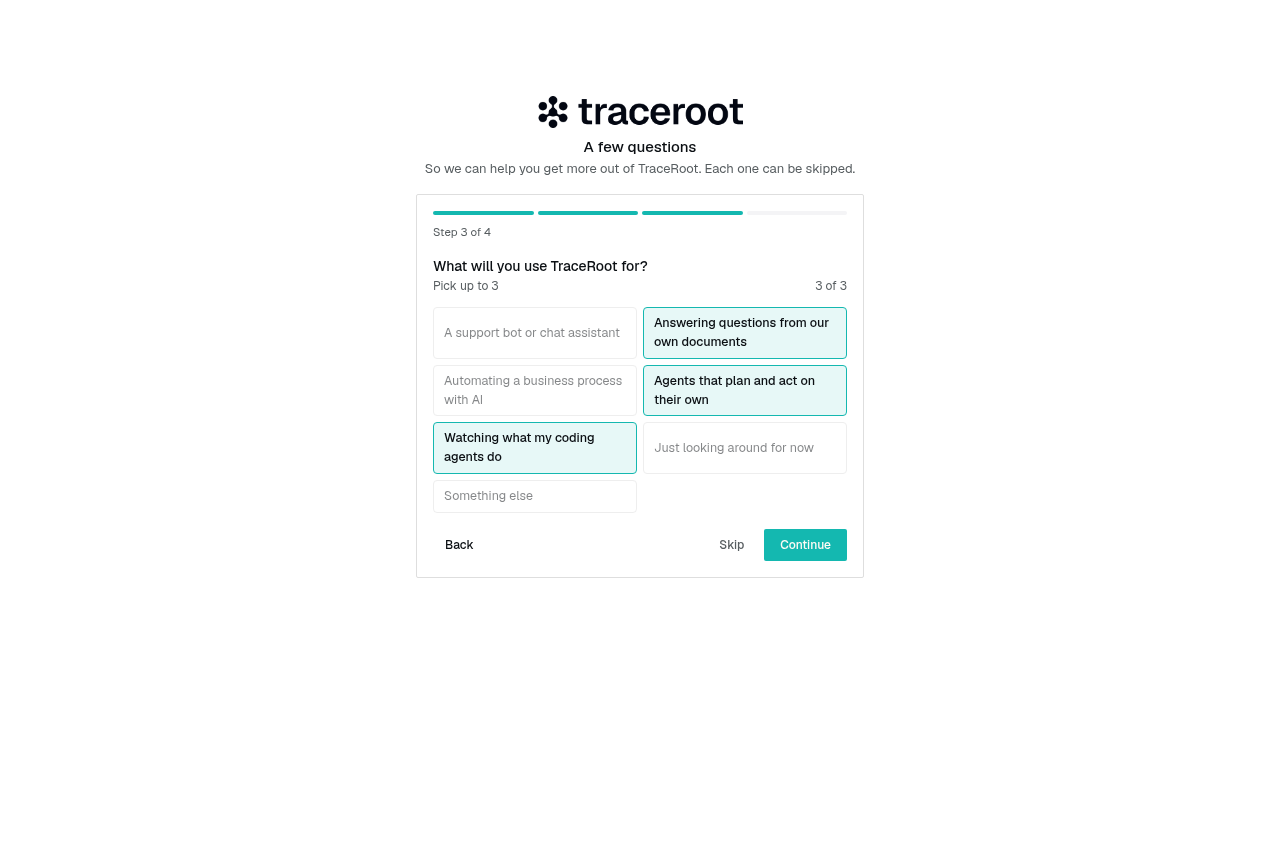 traceroot
A few questions
So we can help you get more out of TraceRoot. Each one can be skipped.
Step 3 of 4
What will you use TraceRoot for?
Pick up to 3
3 of 3
A support bot or chat assistant
Answering questions from our
own documents
Automating a business process
with AI
Agents that plan and act on
their own
Watching what my coding
agents do
Just looking around for now
Something else
Back
Skip
Continue